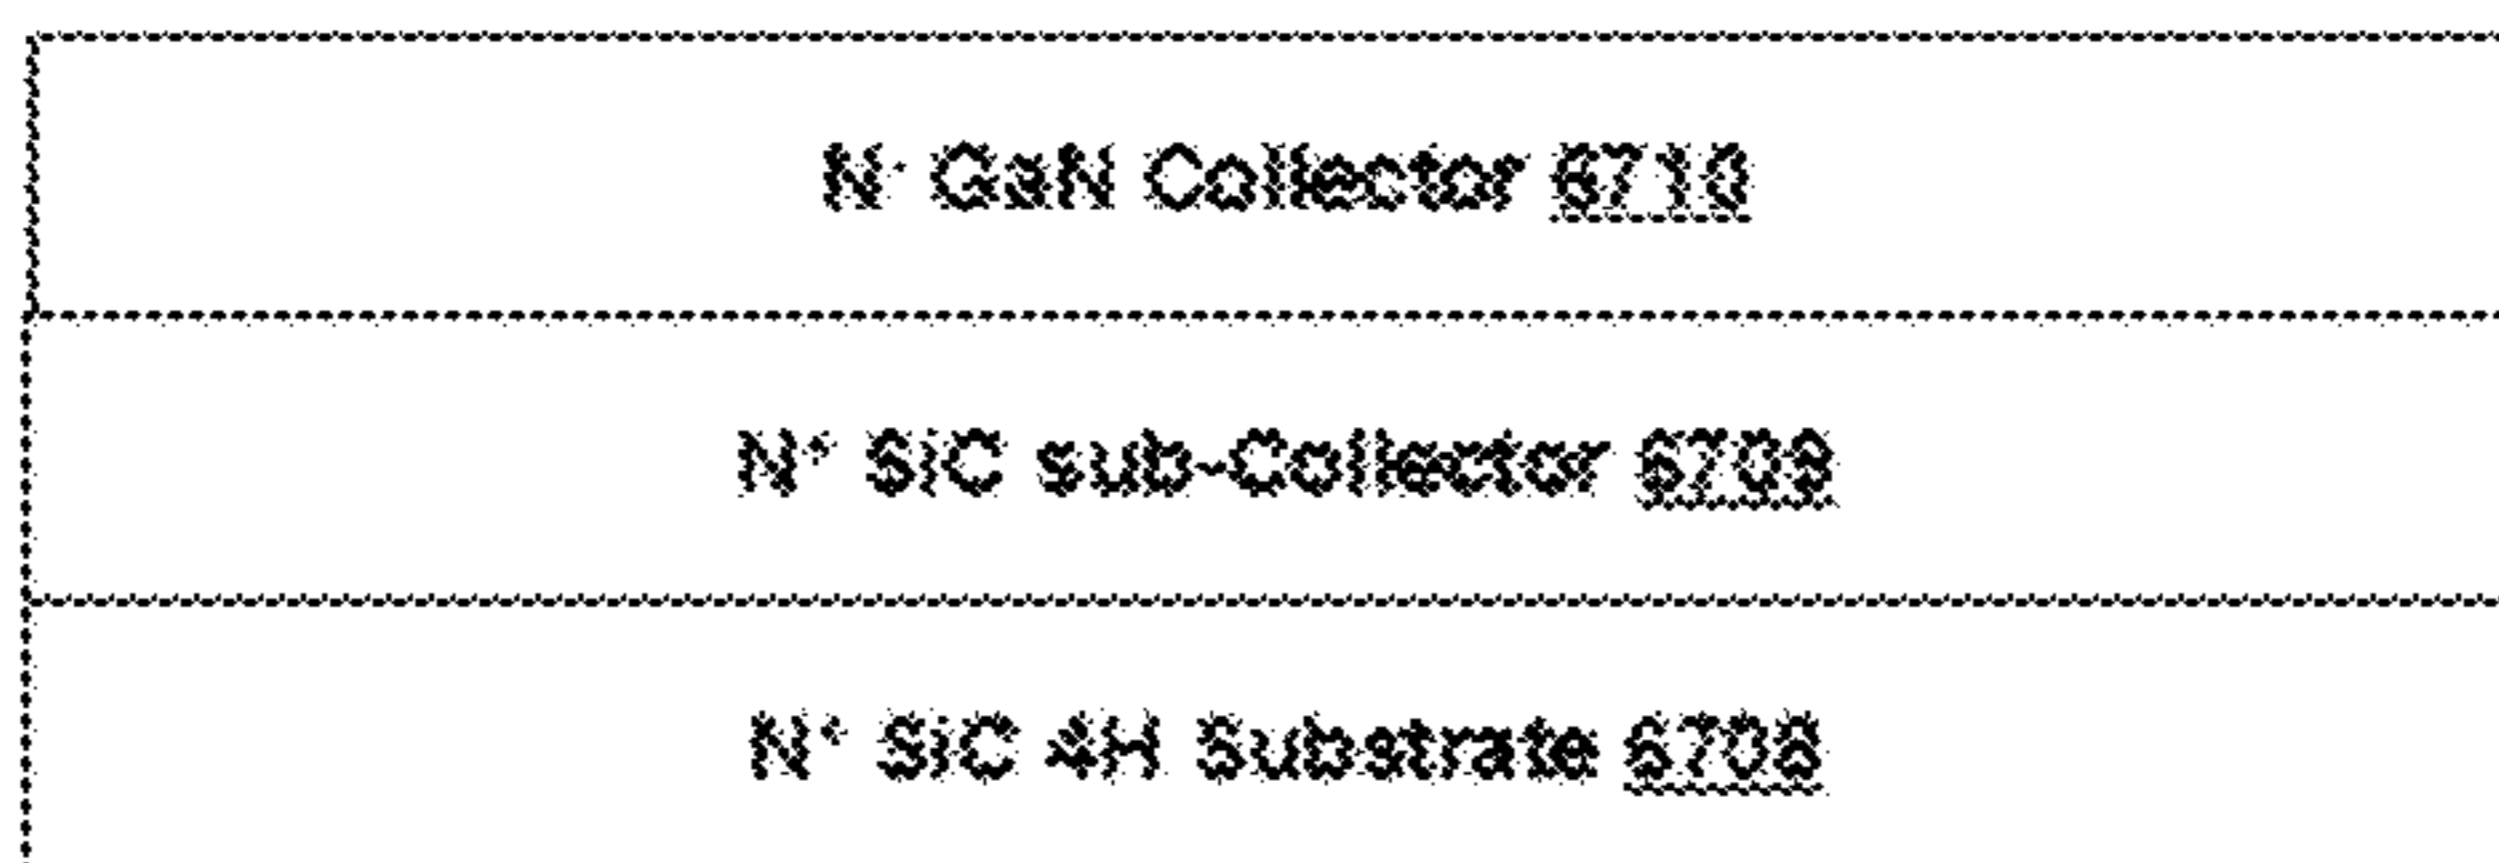 N- GaN Collector 6710
N+ SiC sub-Collector 6709
N+ SiC 4H Substrate 6708